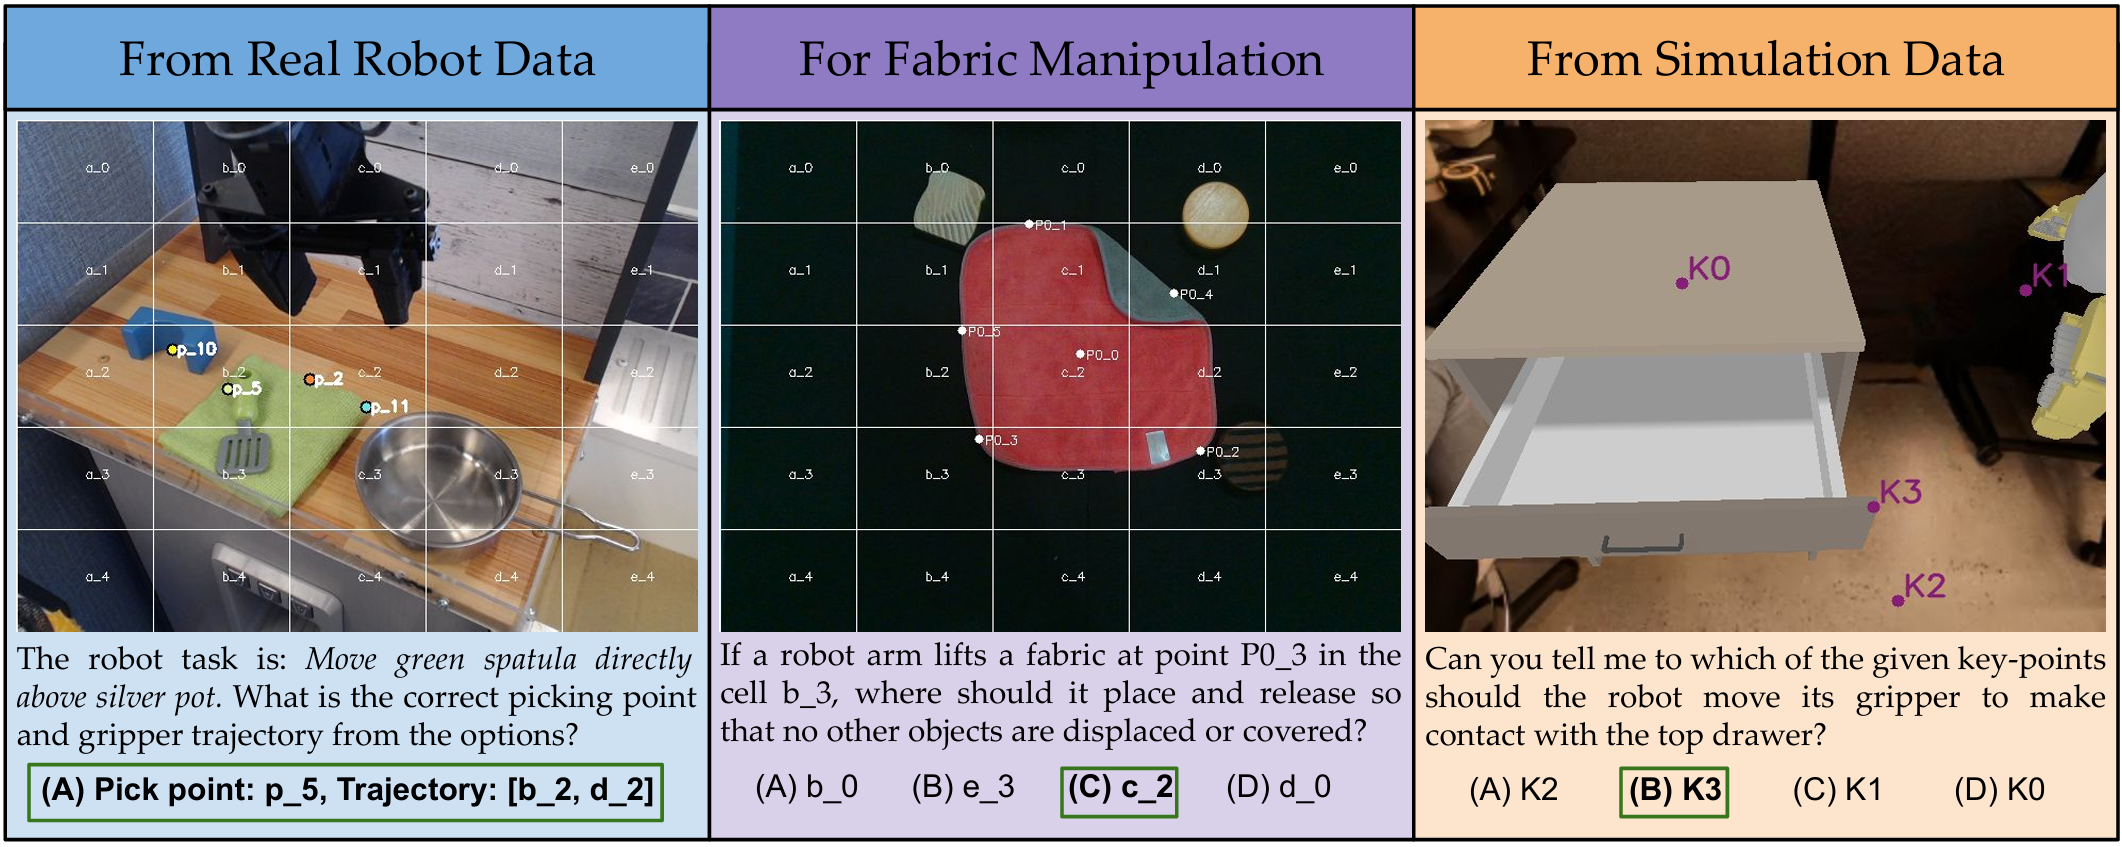 From Real Robot Data
For Fabric Manipulation
From Simulation Data
a_0 b_0 c_0 d_0 e_0
a_1 b_1 c_1 d_1 e_1
p_10
a_2 b_2 c_2 d_2 e_2
p_5 p_2
p_11
a_3 b_3 c_3 d_3 e_3
a_4 b_4 c_4 d_4 e_4
a_0 b_0 c_0 d_0 e_0
P0_1
a_1 b_1 c_1 d_1 e_1
P0_4
P0_5
P0_0
a_2 b_2 c_2 d_2 e_2
P0_3
P0_2
a_3 b_3 c_3 d_3 e_3
a_4 b_4 c_4 d_4 e_4
K0
K1
K3
K2
The robot task is: Move green spatula directly
above silver pot. What is the correct picking point
and gripper trajectory from the options?
(A) Pick point: p_5, Trajectory: [b_2, d_2]
If a robot arm lifts a fabric at point P0_3 in the
cell b_3, where should it place and release so
that no other objects are displaced or covered?
(A) b_0 (B) e_3 (C) c_2 (D) d_0
Can you tell me to which of the given key-points
should the robot move its gripper to make
contact with the top drawer?
(A) K2 (B) K3 (C) K1 (D) K0